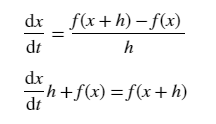 dx/dt = (f(x + h) – f(x))/h
dx/dt h + f(x) = f(x + h)